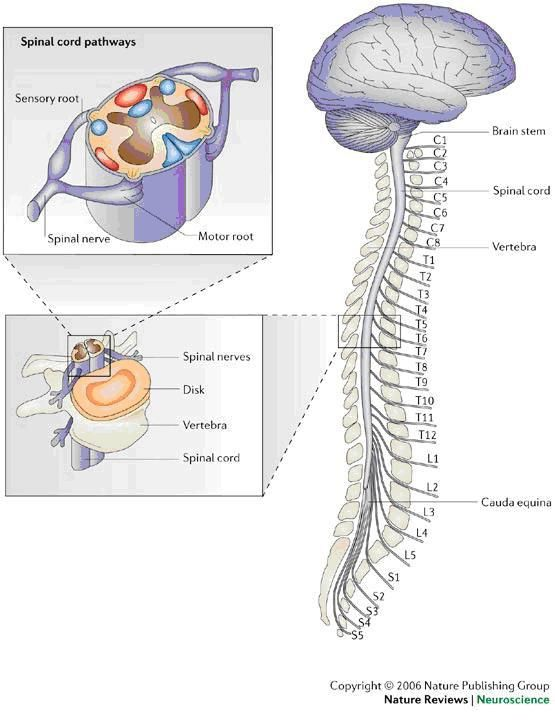 Spinal cord pathways
Sensory root
Spinal nerve
Motor root
Spinal nerves
Disk
Vertebra
Spinal cord
Brain stem
C1
C2
C3
C4
Spinal cord
C5
C6
C7
C8
Vertebra
T1
T2
T3
T4
T5
T6
T7
T8
T9
T10
T11
T12
L1
L2
Cauda equina
L3
L4
L5
S1
S2
S3
S4
S5
Copyright © 2006 Nature Publishing Group
Nature Reviews | Neuroscience